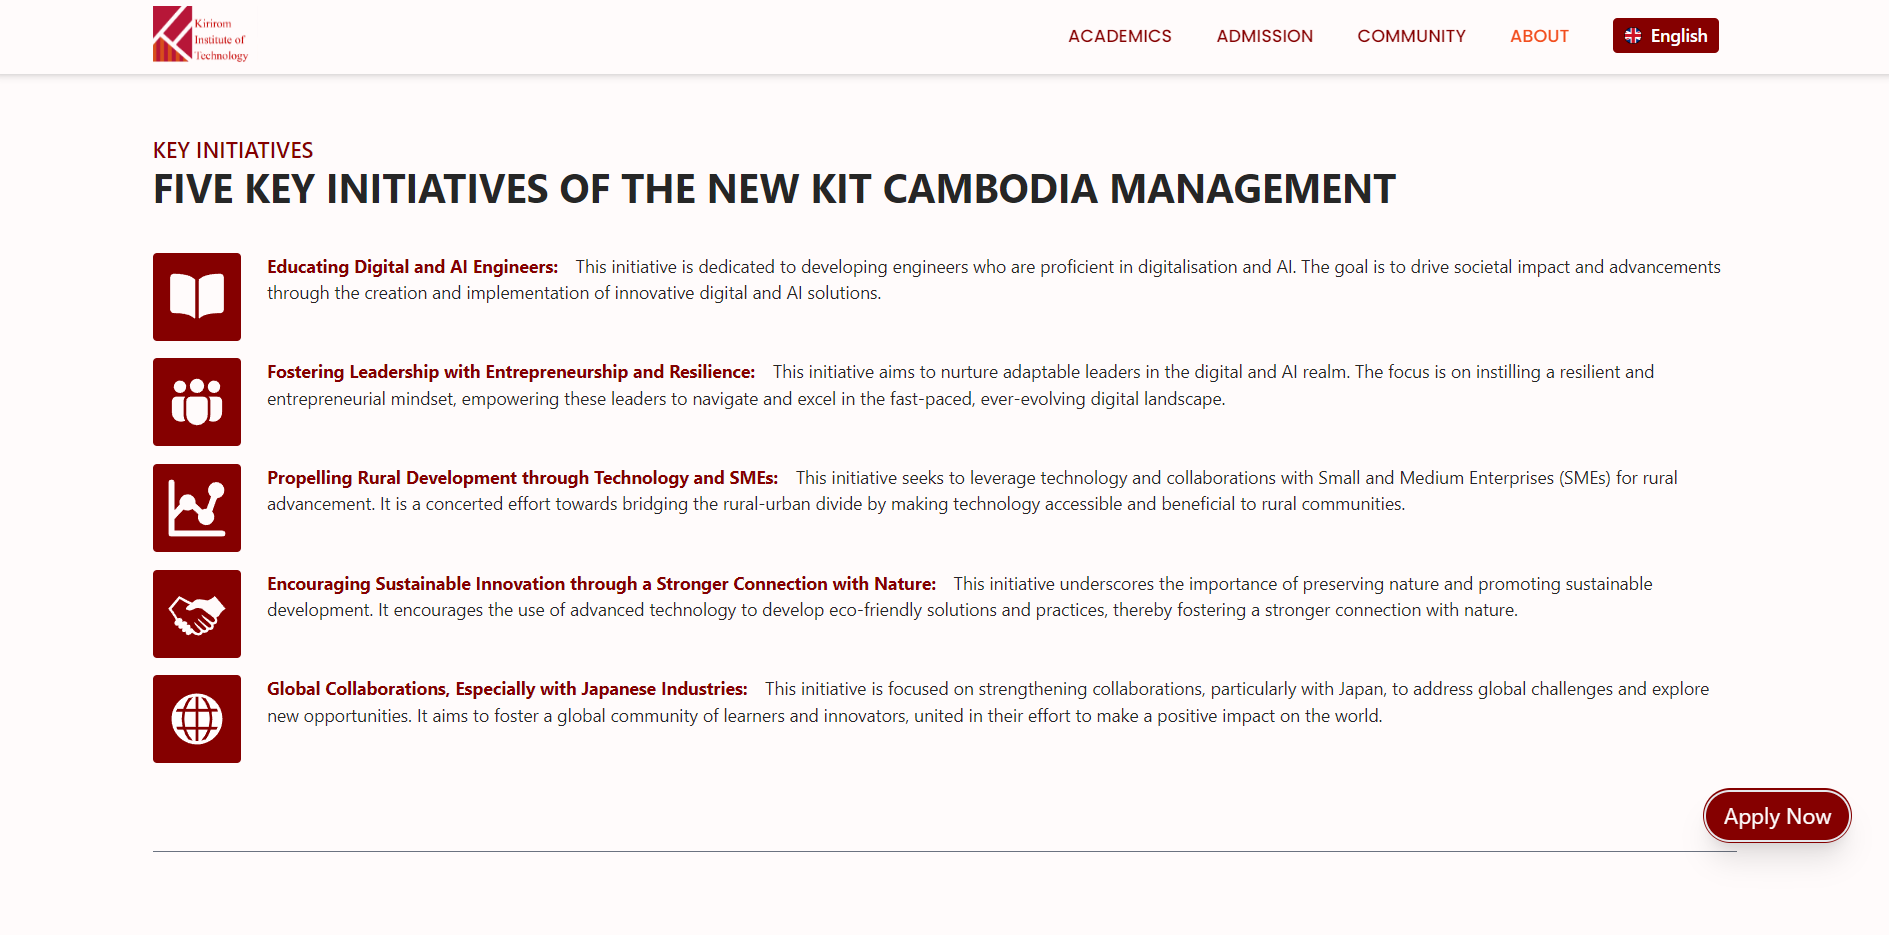 Kirirom
Institute of
Technology
ACADEMICS
ADMISSION
COMMUNITY
ABOUT
English
KEY INITIATIVES
FIVE KEY INITIATIVES OF THE NEW KIT CAMBODIA MANAGEMENT
Educating Digital and AI Engineers: This initiative is dedicated to developing engineers who are proficient in digitalisation and AI. The goal is to drive societal impact and advancements
through the creation and implementation of innovative digital and AI solutions.
Fostering Leadership with Entrepreneurship and Resilience: This initiative aims to nurture adaptable leaders in the digital and AI realm. The focus is on instilling a resilient and
entrepreneurial mindset, empowering these leaders to navigate and excel in the fast-paced, ever-evolving digital landscape.
Propelling Rural Development through Technology and SMEs: This initiative seeks to leverage technology and collaborations with Small and Medium Enterprises (SMEs) for rural
advancement. It is a concerted effort towards bridging the rural-urban divide by making technology accessible and beneficial to rural communities.
Encouraging Sustainable Innovation through a Stronger Connection with Nature: This initiative underscores the importance of preserving nature and promoting sustainable
development. It encourages the use of advanced technology to develop eco-friendly solutions and practices, thereby fostering a stronger connection with nature.
Global Collaborations, Especially with Japanese Industries: This initiative is focused on strengthening collaborations, particularly with Japan, to address global challenges and explore
new opportunities. It aims to foster a global community of learners and innovators, united in their effort to make a positive impact on the world.
Apply Now